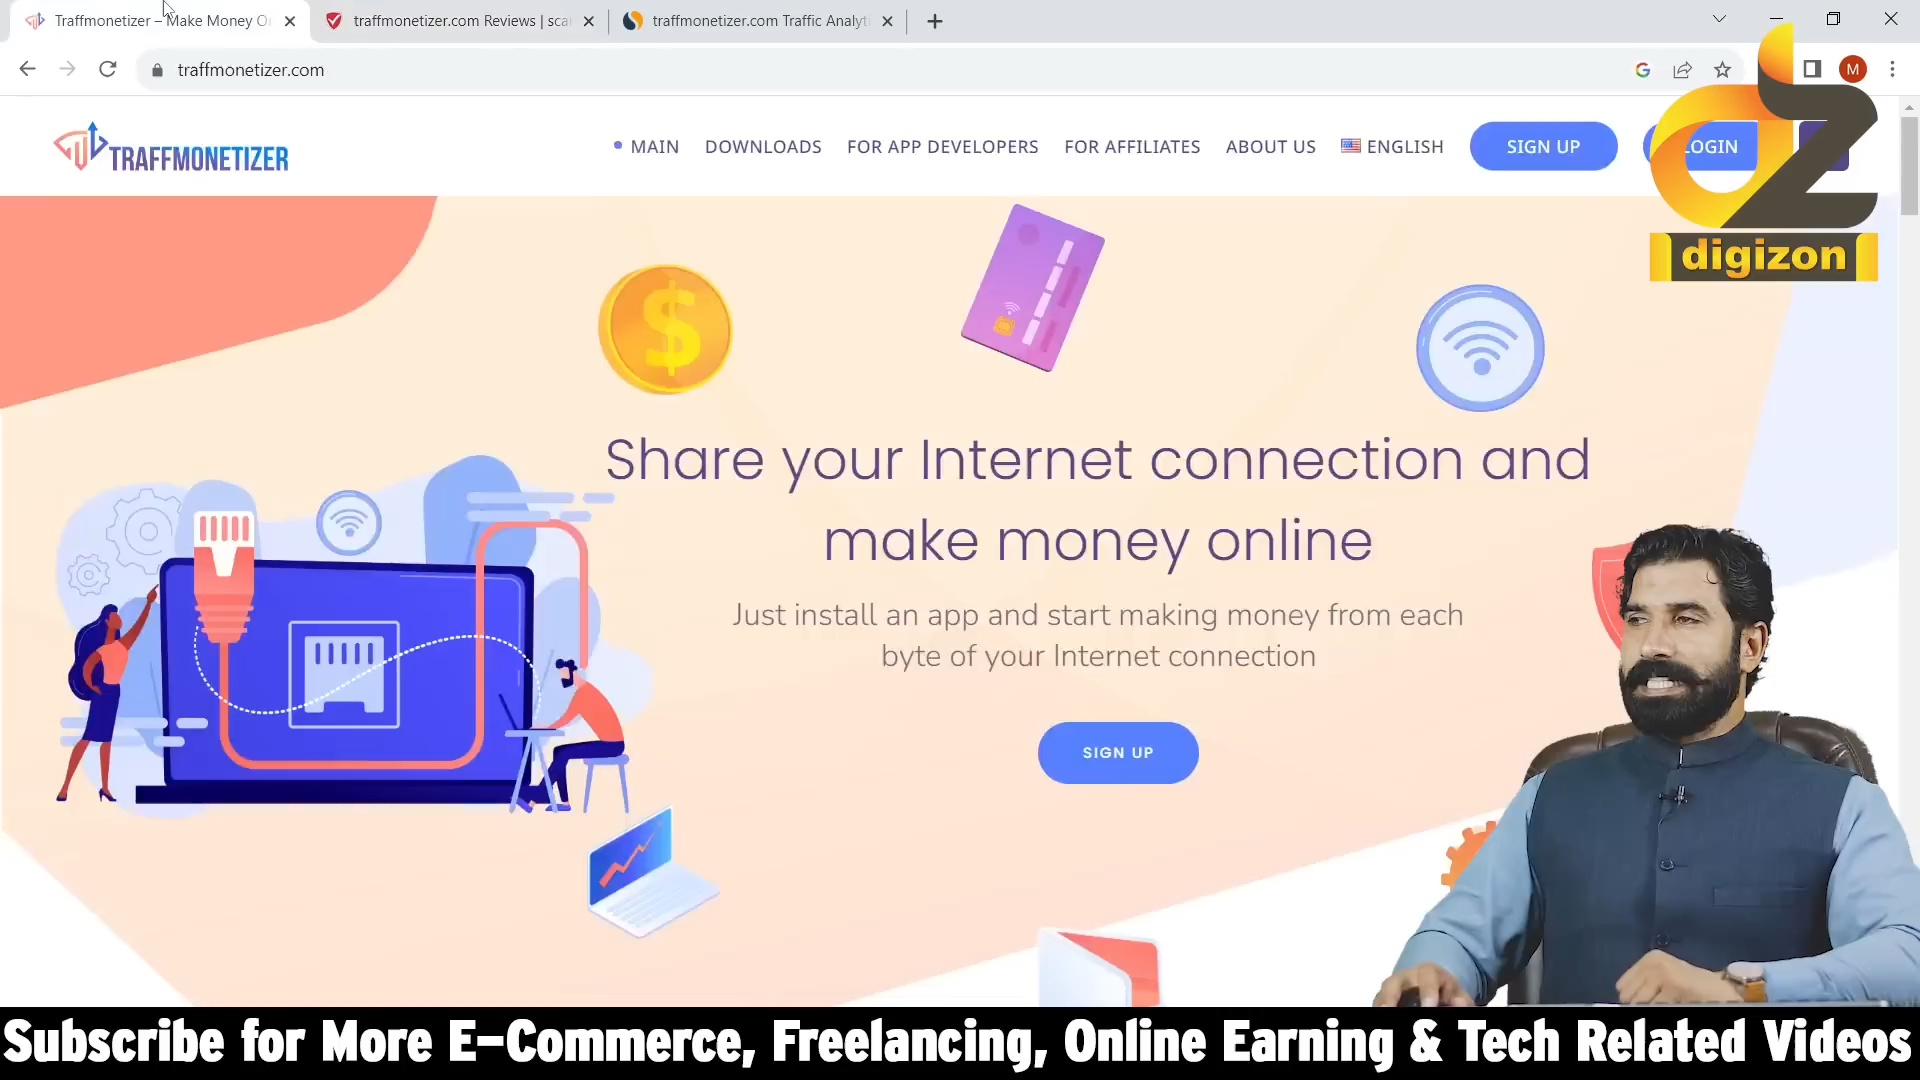 Traffmonetizer – Make Money O
traffmonetizer.com Reviews | sca
traffmonetizer.com Traffic Analyti
traffmonetizer.com
M
TRAFFMONETIZER
MAIN
DOWNLOADS
FOR APP DEVELOPERS
FOR AFFILIATES
ABOUT US
ENGLISH
SIGN UP
LOGIN
digizon
Share your Internet connection and
make money online
Just install an app and start making money from each
byte of your Internet connection
SIGN UP
Subscribe for More E-Commerce, Freelancing, Online Earning & Tech Related Videos